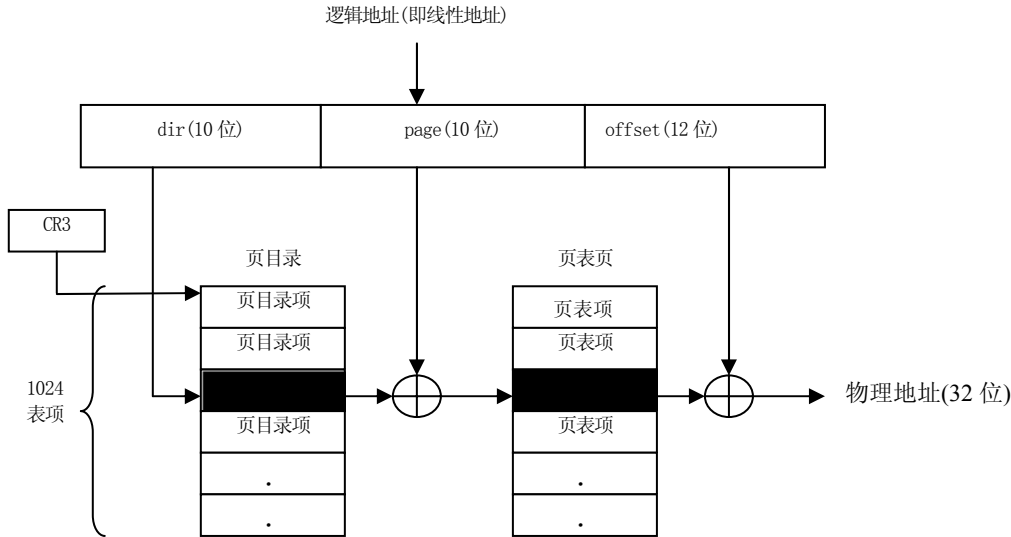 逻辑地址(即线性地址)
dir(10 位)
page(10 位)
offset(12 位)
CR3
页目录
页表页
页目录项
页表项
页目录项
页表项
1024
表项
物理地址(32 位)
页目录项
页表项
.
.
.
.